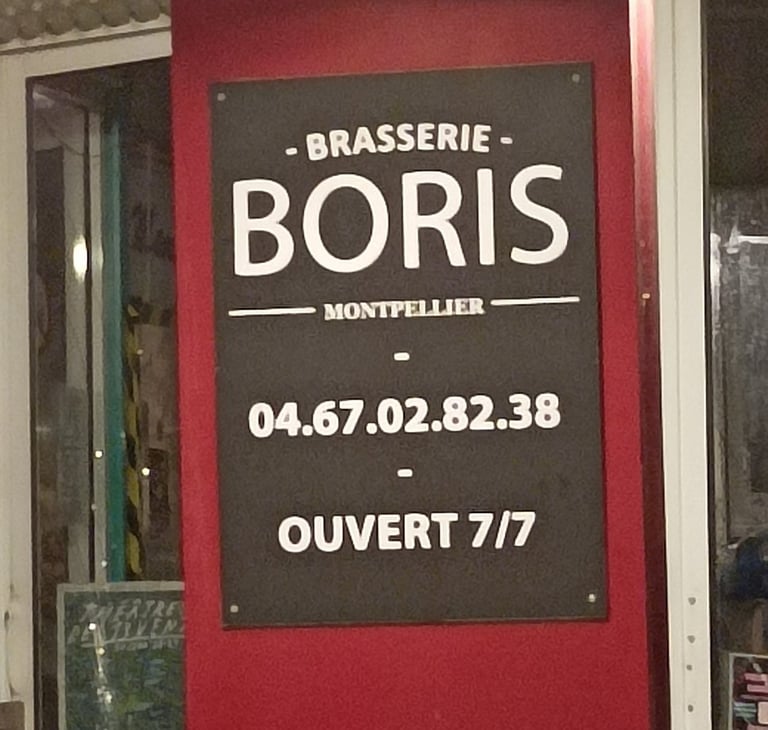 - BRASSERIE -
BORIS
MONTPELLIER
-
04.67.02.82.38
-
OUVERT 7/7